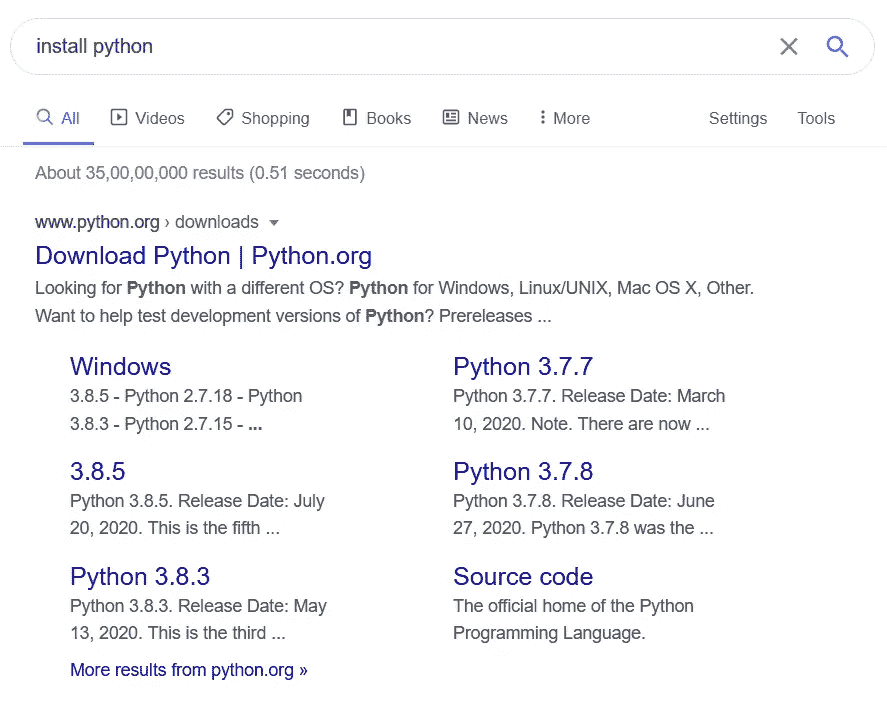 install python
All Videos Shopping Books News More Settings Tools
About 35,00,00,000 results (0.51 seconds)
www.python.org › downloads
Download Python | Python.org
Looking for Python with a different OS? Python for Windows, Linux/UNIX, Mac OS X, Other.
Want to help test development versions of Python? Prereleases ...
Windows
3.8.5 - Python 2.7.18 - Python
3.8.3 - Python 2.7.15 - ...
Python 3.7.7
Python 3.7.7. Release Date: March
10, 2020. Note. There are now ...
3.8.5
Python 3.8.5. Release Date: July
20, 2020. This is the fifth ...
Python 3.7.8
Python 3.7.8. Release Date: June
27, 2020. Python 3.7.8 was the ...
Python 3.8.3
Python 3.8.3. Release Date: May
13, 2020. This is the third ...
Source code
The official home of the Python
Programming Language.
More results from python.org »